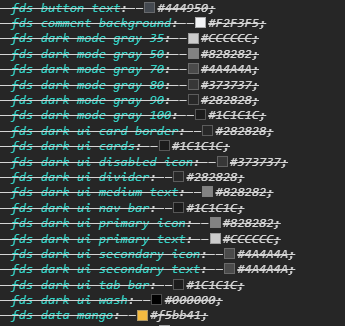 fds button text: #444950;
fds comment background: #F2F3F5;
fds dark mode gray 35: #CCCCCC;
fds dark mode gray 50: #828282;
fds dark mode gray 70: #4A4A4A;
fds dark mode gray 80: #373737;
fds dark mode gray 90: #282828;
fds dark mode gray 100: #1C1C1C;
fds dark ui card border: #282828;
fds dark ui cards: #1C1C1C;
fds dark ui disabled icon: #373737;
fds dark ui divider: #282828;
fds dark ui medium text: #828282;
fds dark ui nav bar: #1C1C1C;
fds dark ui primary icon: #828282;
fds dark ui primary text: #CCCCCC;
fds dark ui secondary icon: #4A4A4A;
fds dark ui secondary text: #4A4A4A;
fds dark ui tab bar: #1C1C1C;
fds dark ui wash: #000000;
fds data mango: #f5bb41;